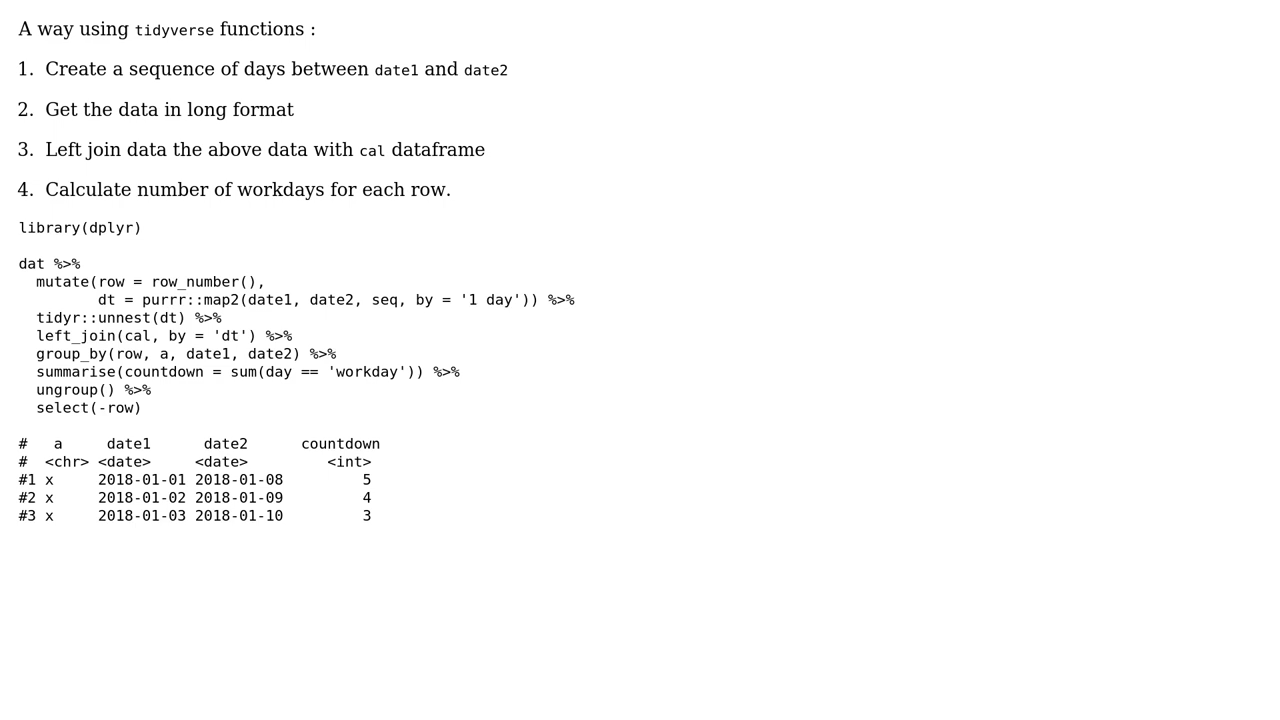 A way using tidyverse functions :
1. Create a sequence of days between date1 and date2
2. Get the data in long format
3. Left join data the above data with cal dataframe
4. Calculate number of workdays for each row.
library(dplyr)
dat %>%
  mutate(row = row_number(),
         dt = purrr::map2(date1, date2, seq, by = '1 day')) %>%
  tidyr::unnest(dt) %>%
  left_join(cal, by = 'dt') %>%
  group_by(row, a, date1, date2) %>%
  summarise(countdown = sum(day == 'workday')) %>%
  ungroup() %>%
  select(-row)
#   a     date1      date2      countdown
#  <chr> <date>     <date>         <int>
#1 x     2018-01-01 2018-01-08         5
#2 x     2018-01-02 2018-01-09         4
#3 x     2018-01-03 2018-01-10         3